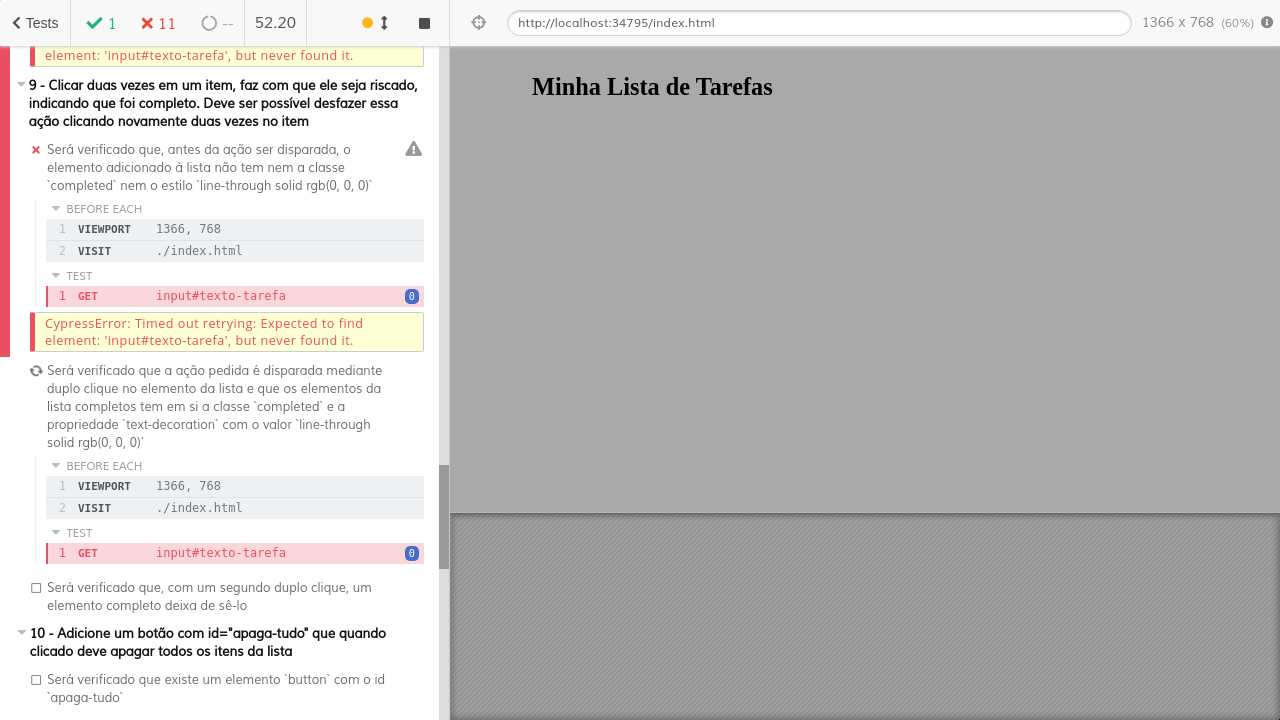 Tests
1
11
--
52.20
http://localhost:34795/index.html
1366 x 768 (60%)
element: 'input#texto-tarefa', but never found it.
9 - Clicar duas vezes em um item, faz com que ele seja riscado,
indicando que foi completo. Deve ser possível desfazer essa
ação clicando novamente duas vezes no item
Será verificado que, antes da ação ser disparada, o
elemento adicionado à lista não tem nem a classe
`completed` nem o estilo `line-through solid rgb(0, 0, 0)`
BEFORE EACH
1 VIEWPORT 1366, 768
2 VISIT ./index.html
TEST
1 GET input#texto-tarefa 0
CypressError: Timed out retrying: Expected to find
element: 'input#texto-tarefa', but never found it.
Será verificado que a ação pedida é disparada mediante
duplo clique no elemento da lista e que os elementos da
lista completos tem em si a classe `completed` e a
propriedade `text-decoration` com o valor `line-through
solid rgb(0, 0, 0)`
BEFORE EACH
1 VIEWPORT 1366, 768
2 VISIT ./index.html
TEST
1 GET input#texto-tarefa 0
Será verificado que, com um segundo duplo clique, um
elemento completo deixa de sê-lo
10 - Adicione um botão com id="apaga-tudo" que quando
clicado deve apagar todos os itens da lista
Será verificado que existe um elemento `button` com o id
`apaga-tudo`
Minha Lista de Tarefas